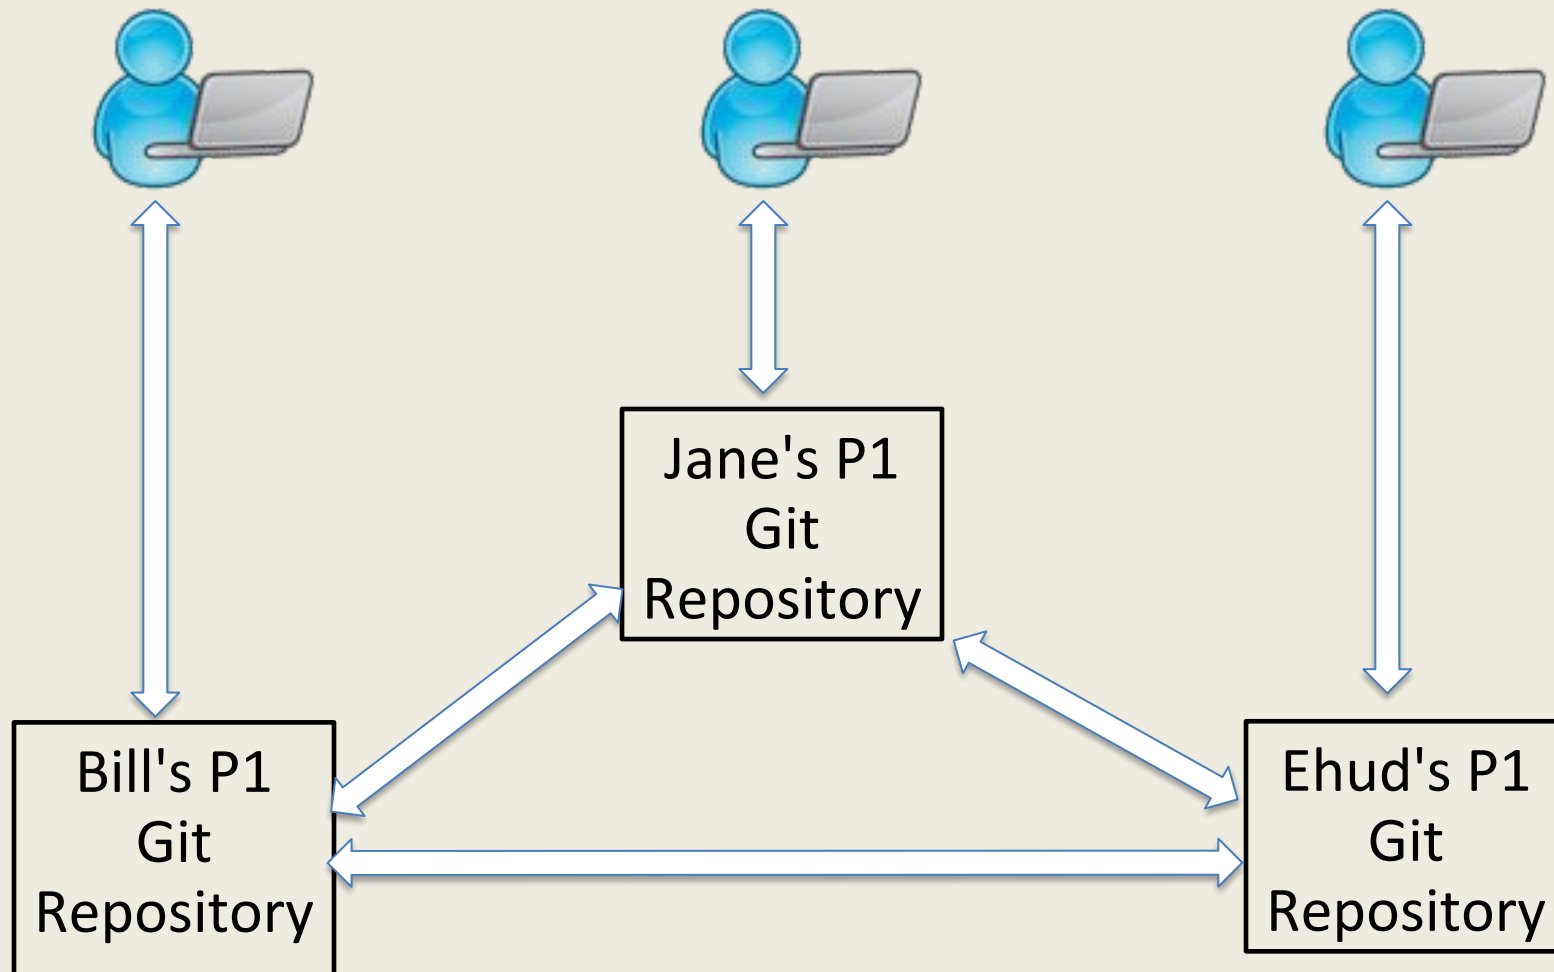 Jane's P1
Git
Repository
Bill's P1
Git
Repository
Ehud's P1
Git
Repository